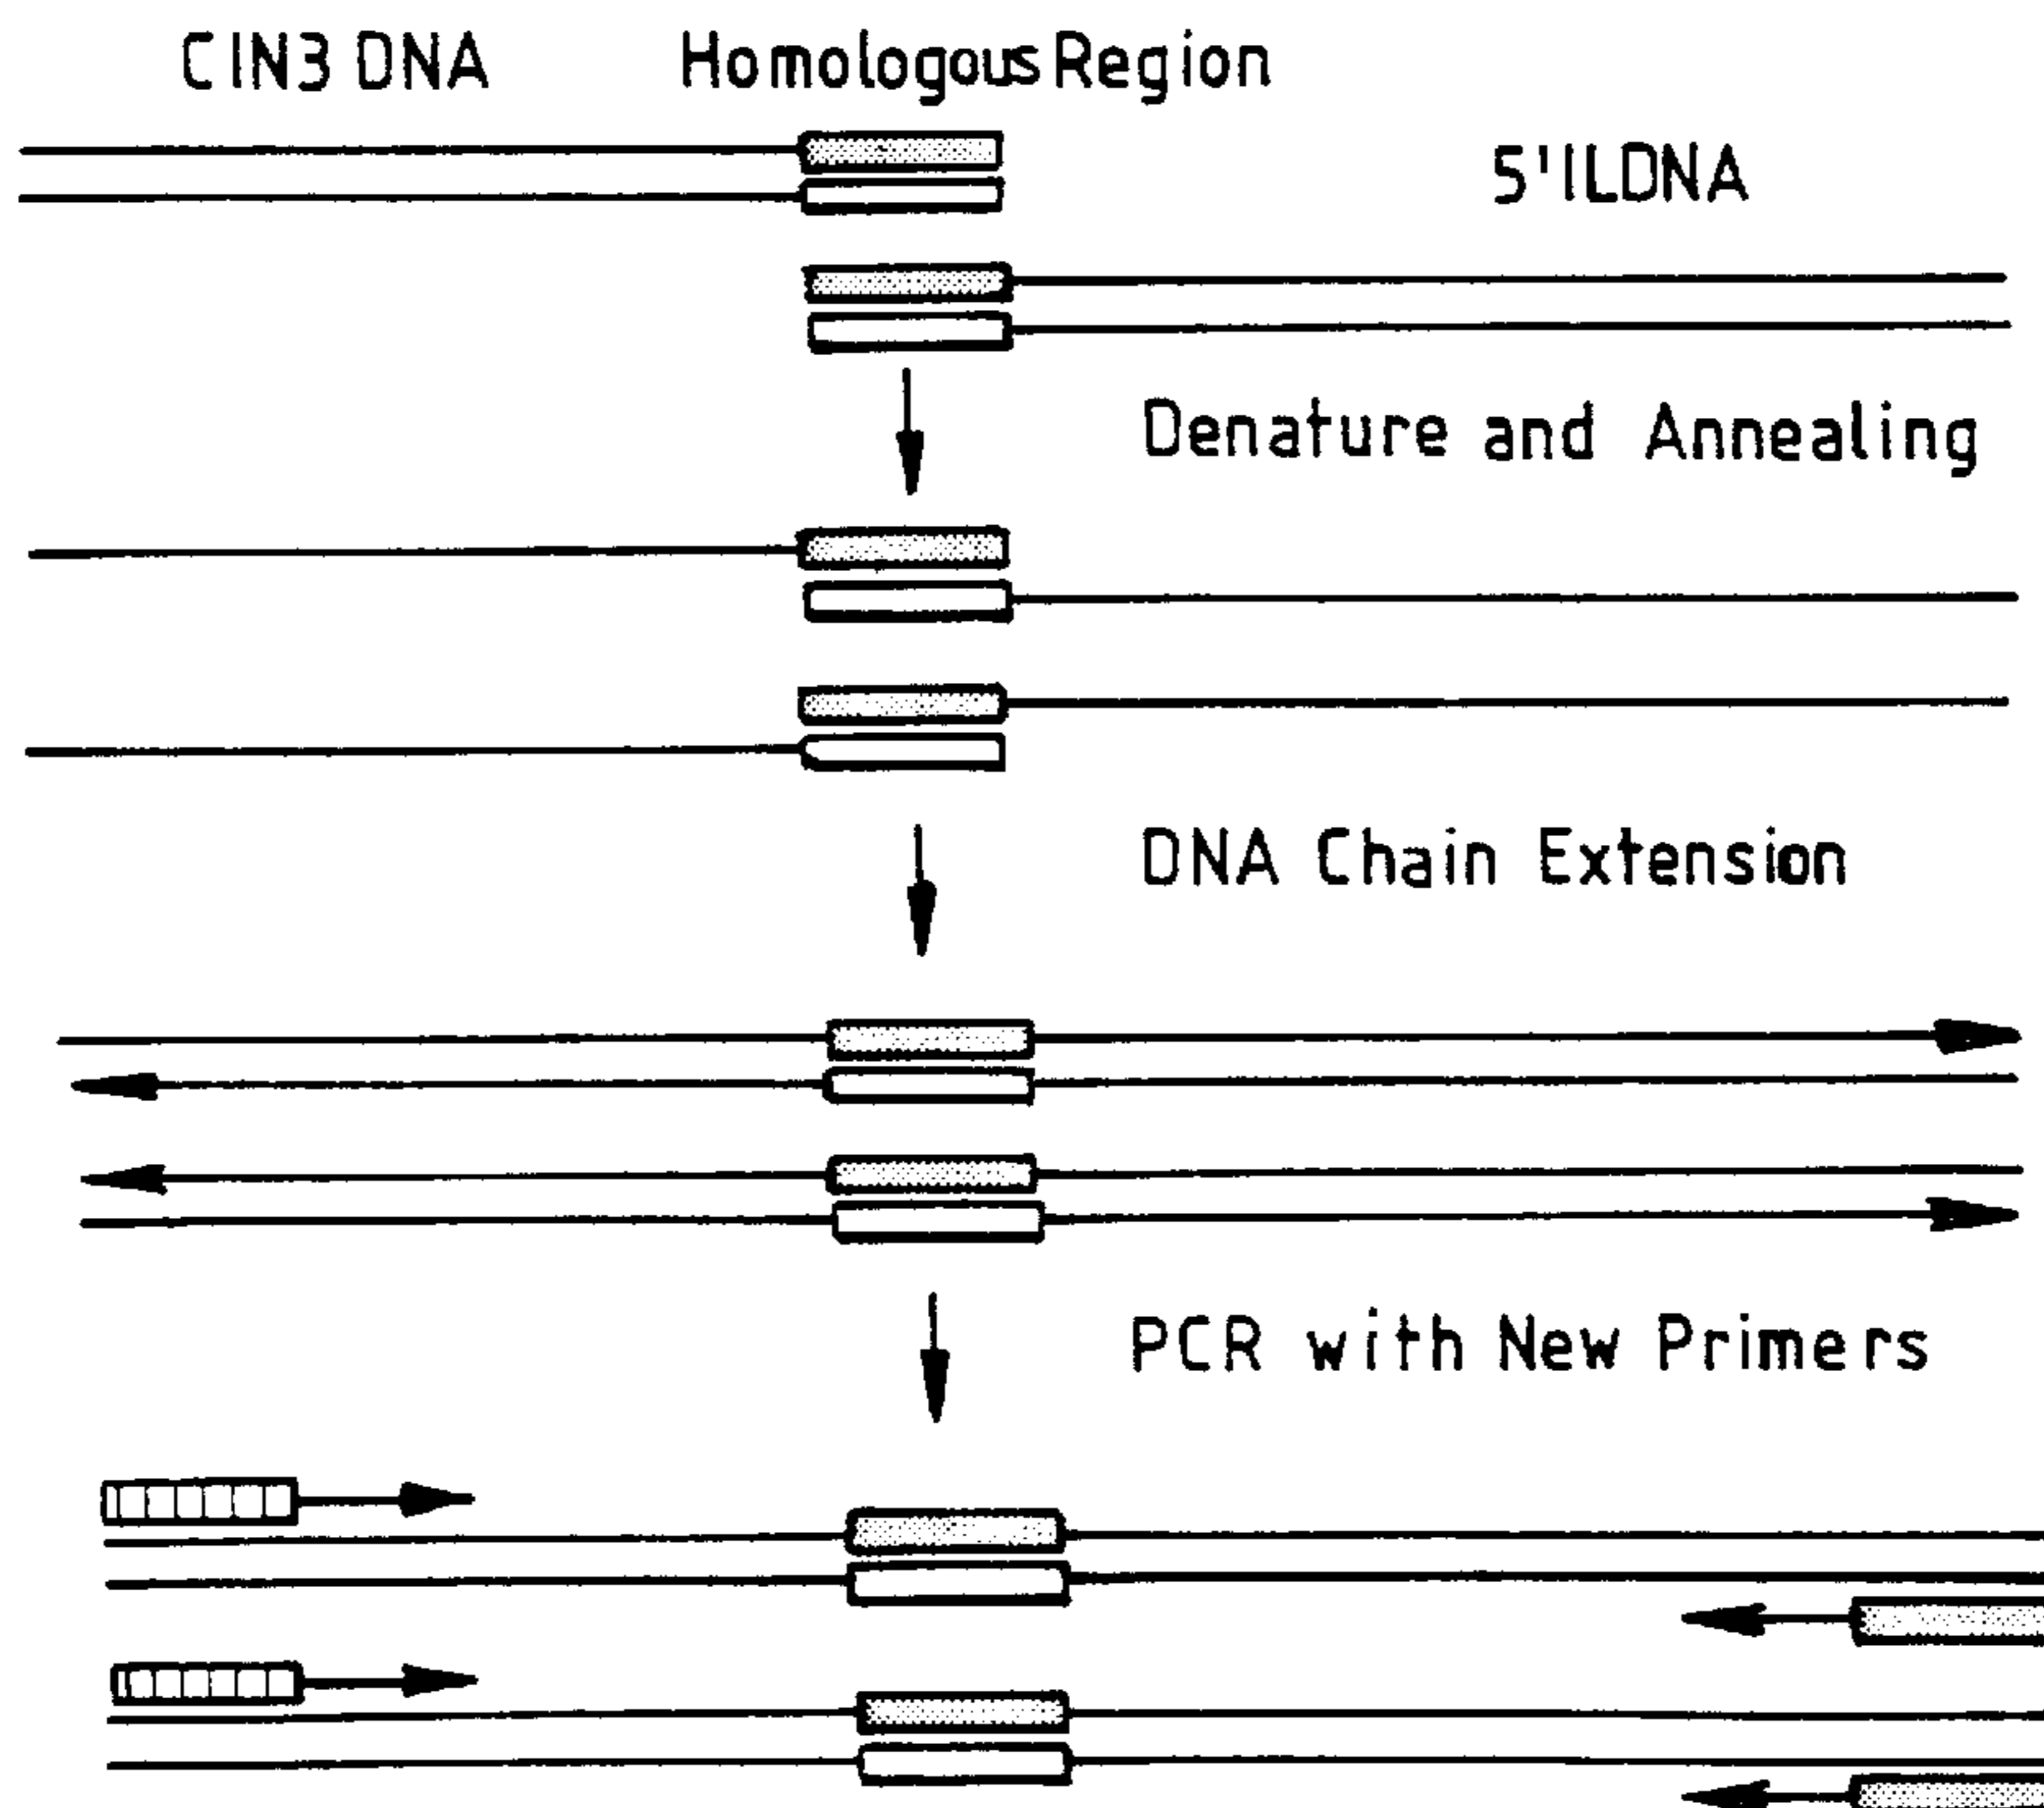 CIN3 DNA
Homologous Region
5'ILDNA
Denature and Annealing
DNA Chain Extension
PCR with New Primers